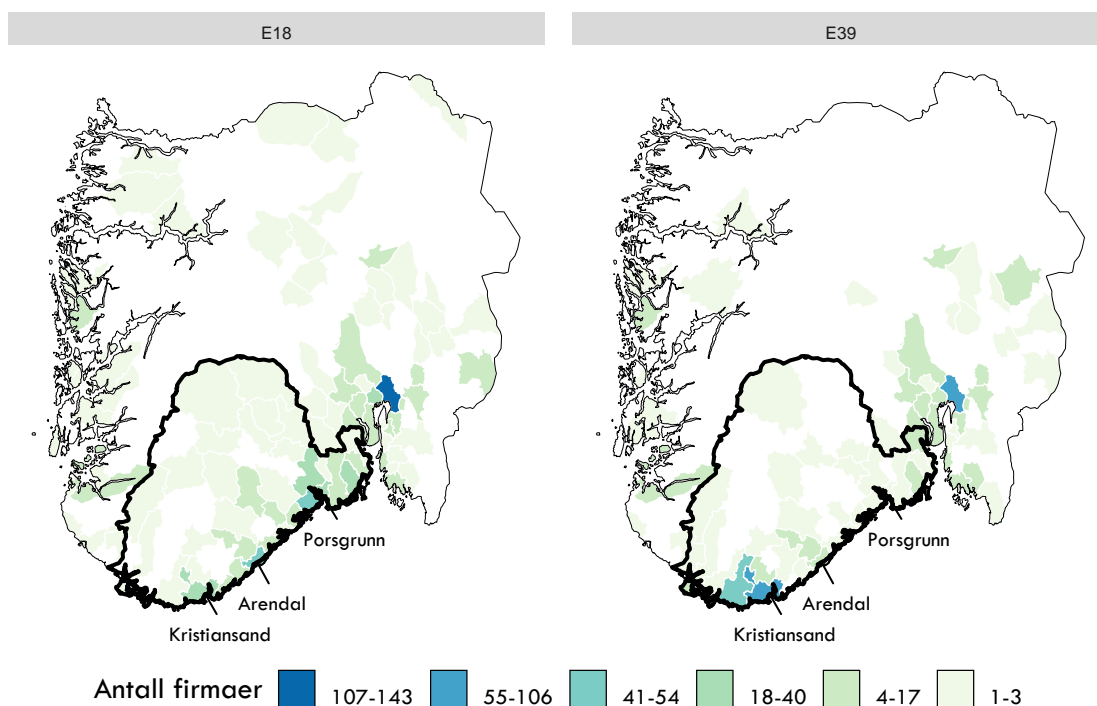 E18
E39
Porsgrunn
Arendal
Kristiansand
Porsgrunn
Arendal
Kristiansand
Antall firmaer 107-143 55-106 41-54 18-40 4-17 1-3